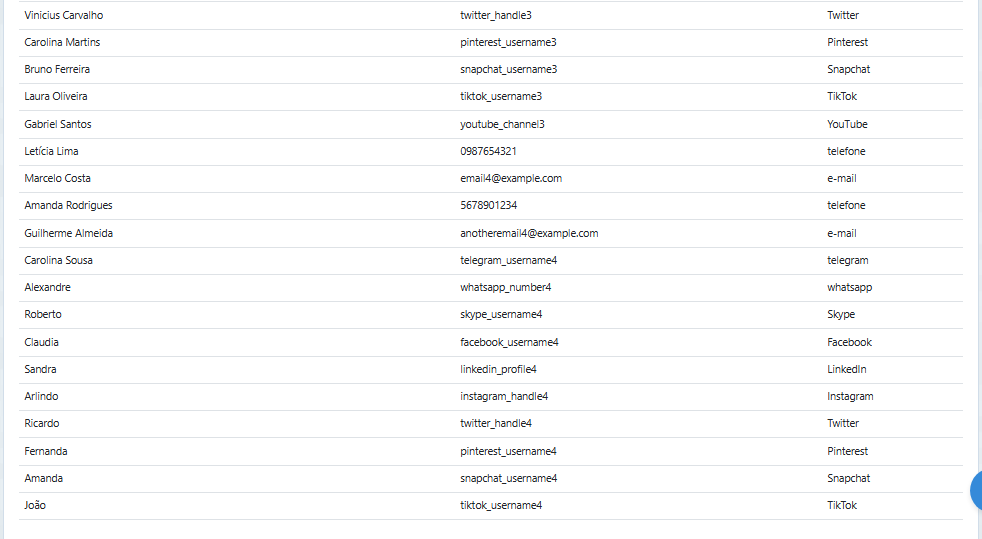 Vinicius Carvalho twitter_handle3 Twitter
Carolina Martins pinterest_username3 Pinterest
Bruno Ferreira snapchat_username3 Snapchat
Laura Oliveira tiktok_username3 TikTok
Gabriel Santos youtube_channel3 YouTube
Letícia Lima 0987654321 telefone
Marcelo Costa email4@example.com e-mail
Amanda Rodrigues 5678901234 telefone
Guilherme Almeida anotheremail4@example.com e-mail
Carolina Sousa telegram_username4 telegram
Alexandre whatsapp_number4 whatsapp
Roberto skype_username4 Skype
Claudia facebook_username4 Facebook
Sandra linkedin_profile4 LinkedIn
Arlindo instagram_handle4 Instagram
Ricardo twitter_handle4 Twitter
Fernanda pinterest_username4 Pinterest
Amanda snapchat_username4 Snapchat
João tiktok_username4 TikTok